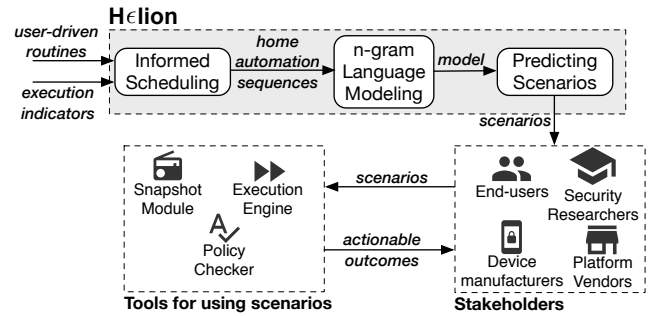 Hϵlion
user-driven
routines
execution
indicators
Informed
Scheduling
home
automation
sequences
n-gram
Language
Modeling
model
Predicting
Scenarios
scenarios
Snapshot
Module
Execution
Engine
Policy
Checker
Tools for using scenarios
scenarios
actionable
outcomes
End-users
Security
Researchers
Device
manufacturers
Platform
Vendors
Stakeholders